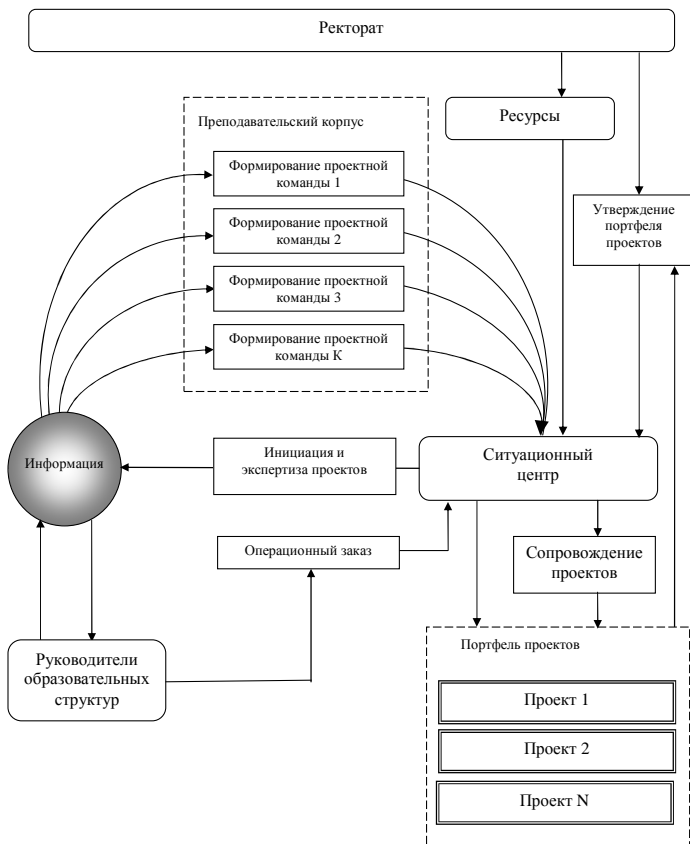 Ректорат
Ресурсы
Преподавательский корпус
Формирование проектной
команды 1
Формирование проектной
команды 2
Формирование проектной
команды 3
Формирование проектной
команды К
Утверждение
портфеля
проектов
Информация
Инициация и
экспертиза проектов
Ситуационный
центр
Операционный заказ
Сопровождение
проектов
Руководители
образовательных
структур
Портфель проектов
Проект 1
Проект 2
Проект N